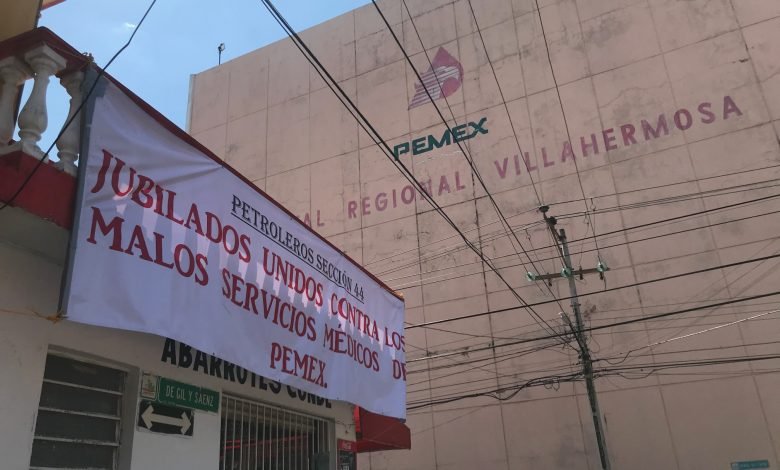 PEMEX
AL REGIONAL VILLAHERMOSA
PETROLEROS SECCIÓN 44
JUBILADOS UNIDOS CONTRA LOS
MALOS SERVICIOS MÉDICOS DE
PEMEX.
ABARROTES CONDE
DE GIL Y SAENZ